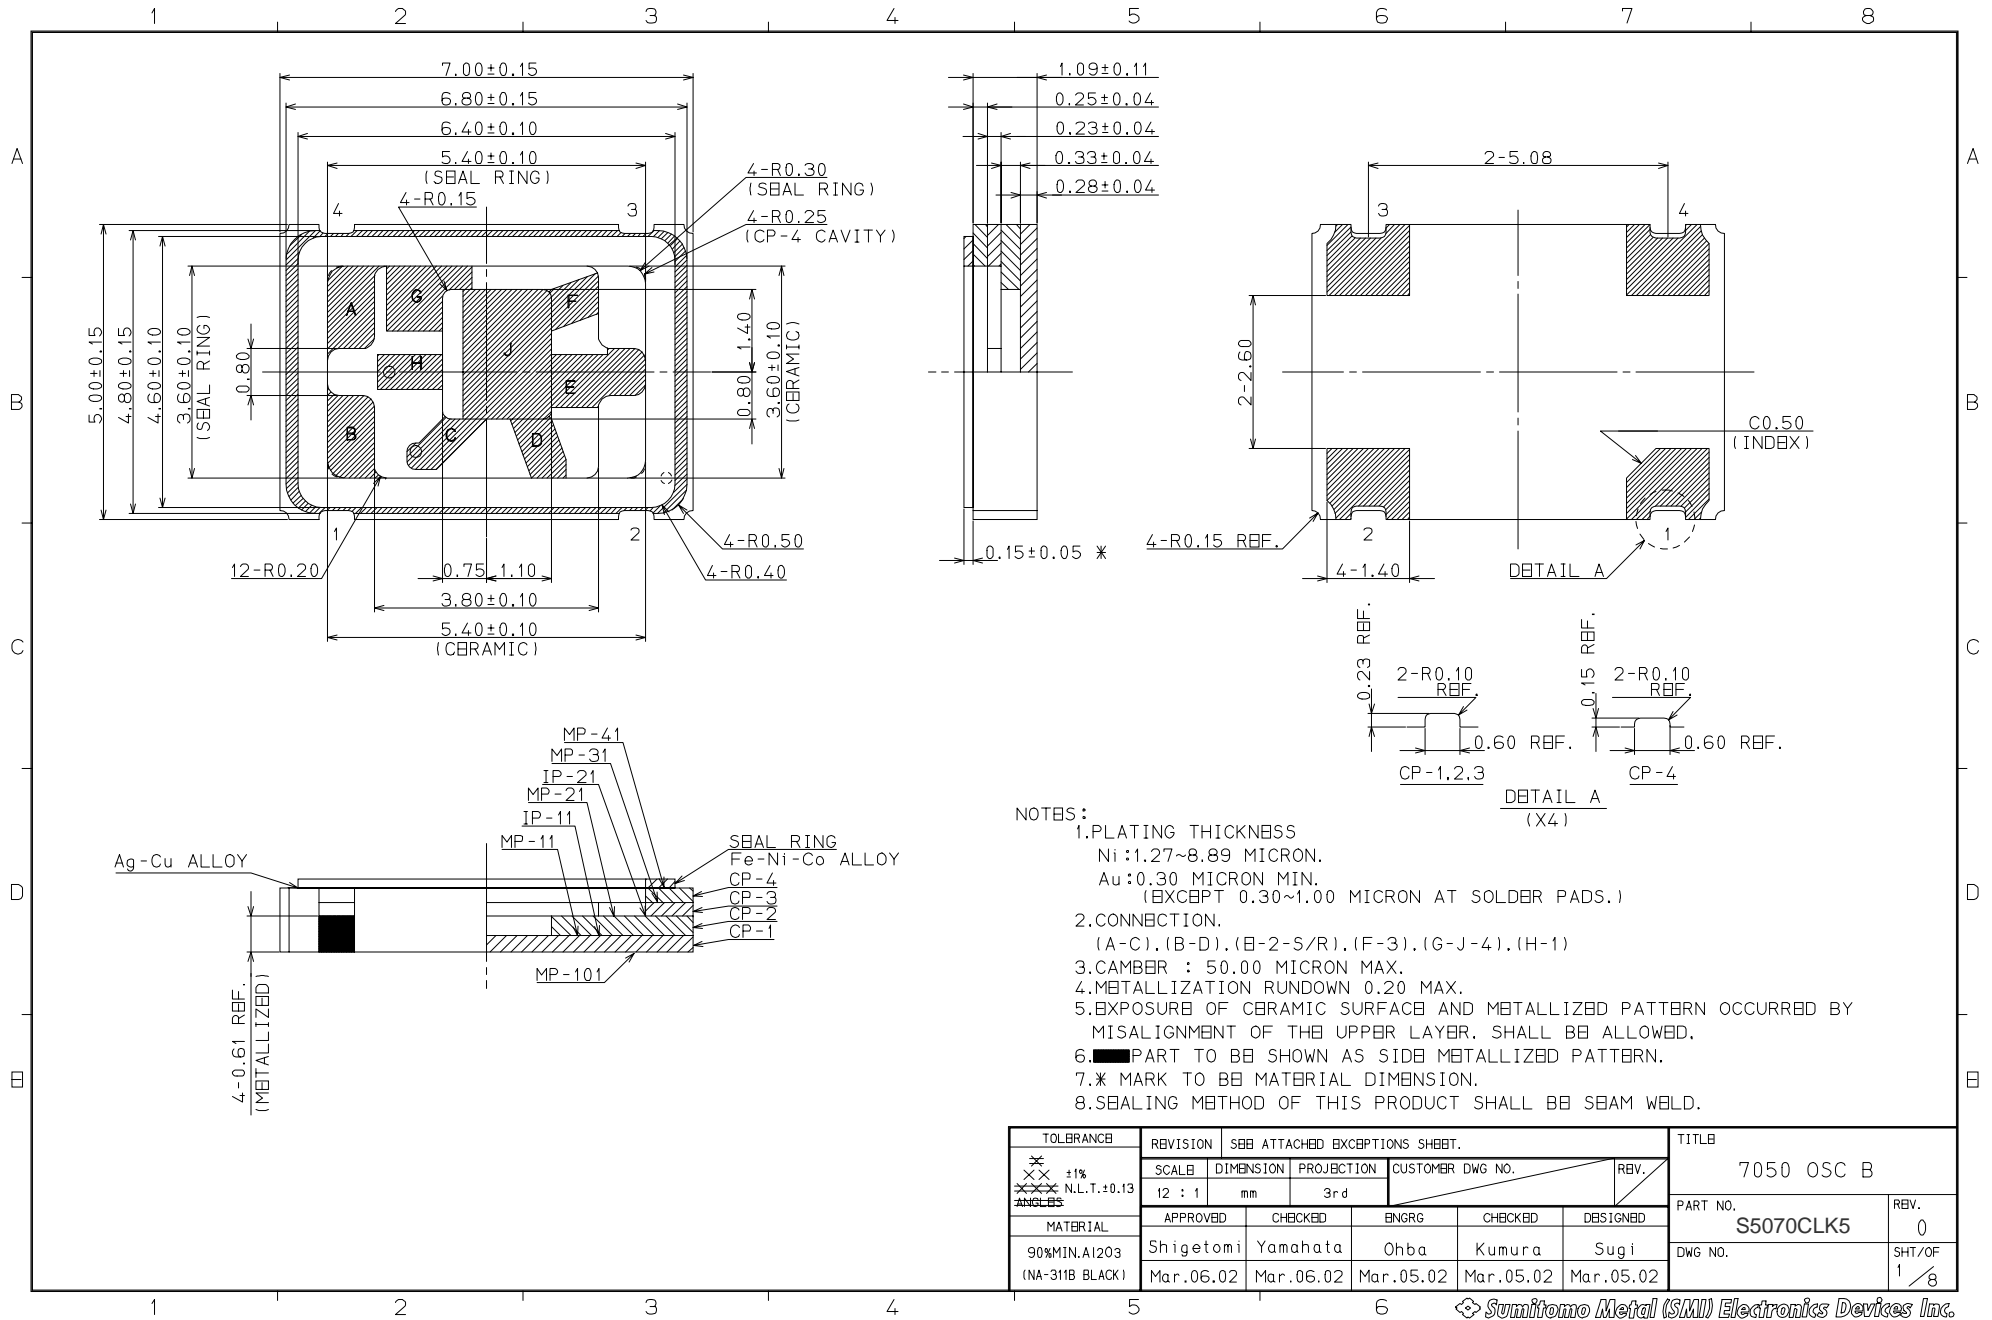 1 2 3 4 5 6 7 8
A
B
C
D
E
7.00±0.15
6.80±0.15
6.40±0.10
5.40±0.10
(SEAL RING)
4-R0.15
4-R0.30
(SEAL RING)
4-R0.25
(CP-4 CAVITY)
4 3
5.00±0.15
4.80±0.15
4.60±0.10
3.60±0.10
(SEAL RING)
0.80
A
G
F
J
H
E
B
C
D
1.40
0.80
3.60±0.10
(CERAMIC)
1 2
4-R0.50
4-R0.40
12-R0.20
0.75 1.10
3.80±0.10
5.40±0.10
(CERAMIC)
1.09±0.11
0.25±0.04
0.23±0.04
0.33±0.04
0.28±0.04
0.15±0.05 *
2-5.08
3 4
2-2.60
C0.50
(INDEX)
4-R0.15 REF.
2 1
4-1.40
DETAIL A
0.23 REF.
2-R0.10
REF.
0.60 REF.
CP-1,2,3
0.15 REF.
2-R0.10
REF.
0.60 REF.
CP-4
DETAIL A
(X4)
MP-41
MP-31
IP-21
MP-21
IP-11
MP-11
Ag-Cu ALLOY
SEAL RING
Fe-Ni-Co ALLOY
CP-4
CP-3
CP-2
CP-1
MP-101
4-0.61 REF.
(METALLIZED)
NOTES:
1.PLATING THICKNESS
Ni:1.27~8.89 MICRON.
Au:0.30 MICRON MIN.
(EXCEPT 0.30~1.00 MICRON AT SOLDER PADS.)
2.CONNECTION.
(A-C),(B-D),(E-2-S/R),(F-3),(G-J-4),(H-1)
3.CAMBER : 50.00 MICRON MAX.
4.METALLIZATION RUNDOWN 0.20 MAX.
5.EXPOSURE OF CERAMIC SURFACE AND METALLIZED PATTERN OCCURRED BY
MISALIGNMENT OF THE UPPER LAYER, SHALL BE ALLOWED.
6. PART TO BE SHOWN AS SIDE METALLIZED PATTERN.
7.* MARK TO BE MATERIAL DIMENSION.
8.SEALING METHOD OF THIS PRODUCT SHALL BE SEAM WELD.
TOLERANCE
X
XX ±1%
XXX N.L.T.±0.13
ANGLES
MATERIAL
90%MIN.Al2O3
(NA-311B BLACK)
REVISION SEE ATTACHED EXCEPTIONS SHEET.
SCALE DIMENSION PROJECTION CUSTOMER DWG NO. REV.
12 : 1 mm 3rd
APPROVED CHECKED ENGRG CHECKED DESIGNED
Shigetomi Yamahata Ohba Kumura Sugi
Mar.06.02 Mar.06.02 Mar.05.02 Mar.05.02 Mar.05.02
TITLE
7050 OSC B
PART NO.
S5070CLK5
REV.
0
DWG NO.
SHT/OF
1/8
A
B
C
D
E
1 2 3 4 5 6
Sumitomo Metal (SMI) Electronics Devices Inc.